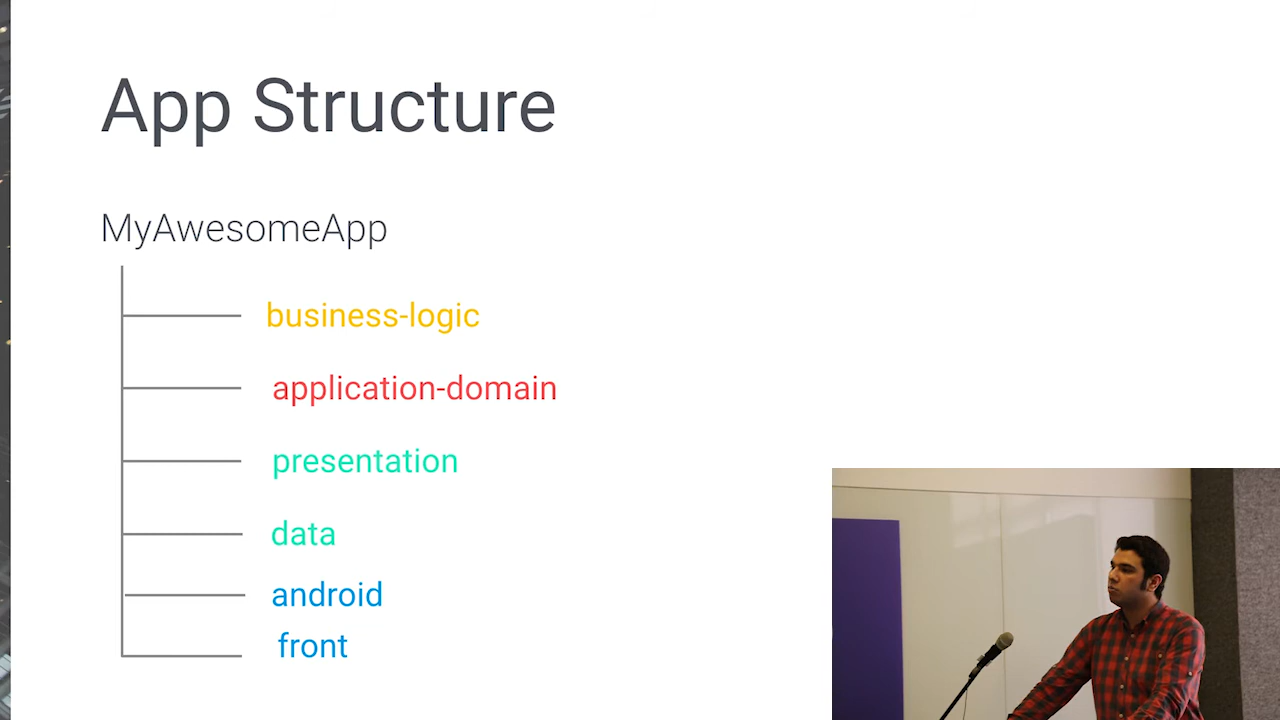 App Structure
MyAwesomeApp
business-logic
application-domain
presentation
data
android
front